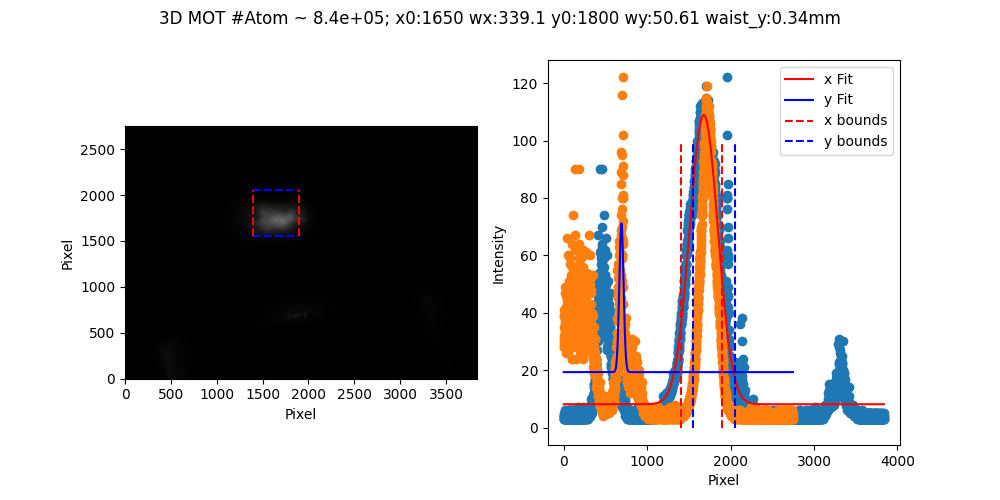 3D MOT #Atom ~ 8.4e+05; x0:1650 wx:339.1 y0:1800 wy:50.61 waist_y:0.34mm
2500
2000
1500
1000
500
0
Pixel
0 500 1000 1500 2000 2500 3000 3500
Pixel
120
100
80
60
40
20
0
Intensity
0 1000 2000 3000 4000
Pixel
x Fit
y Fit
x bounds
y bounds